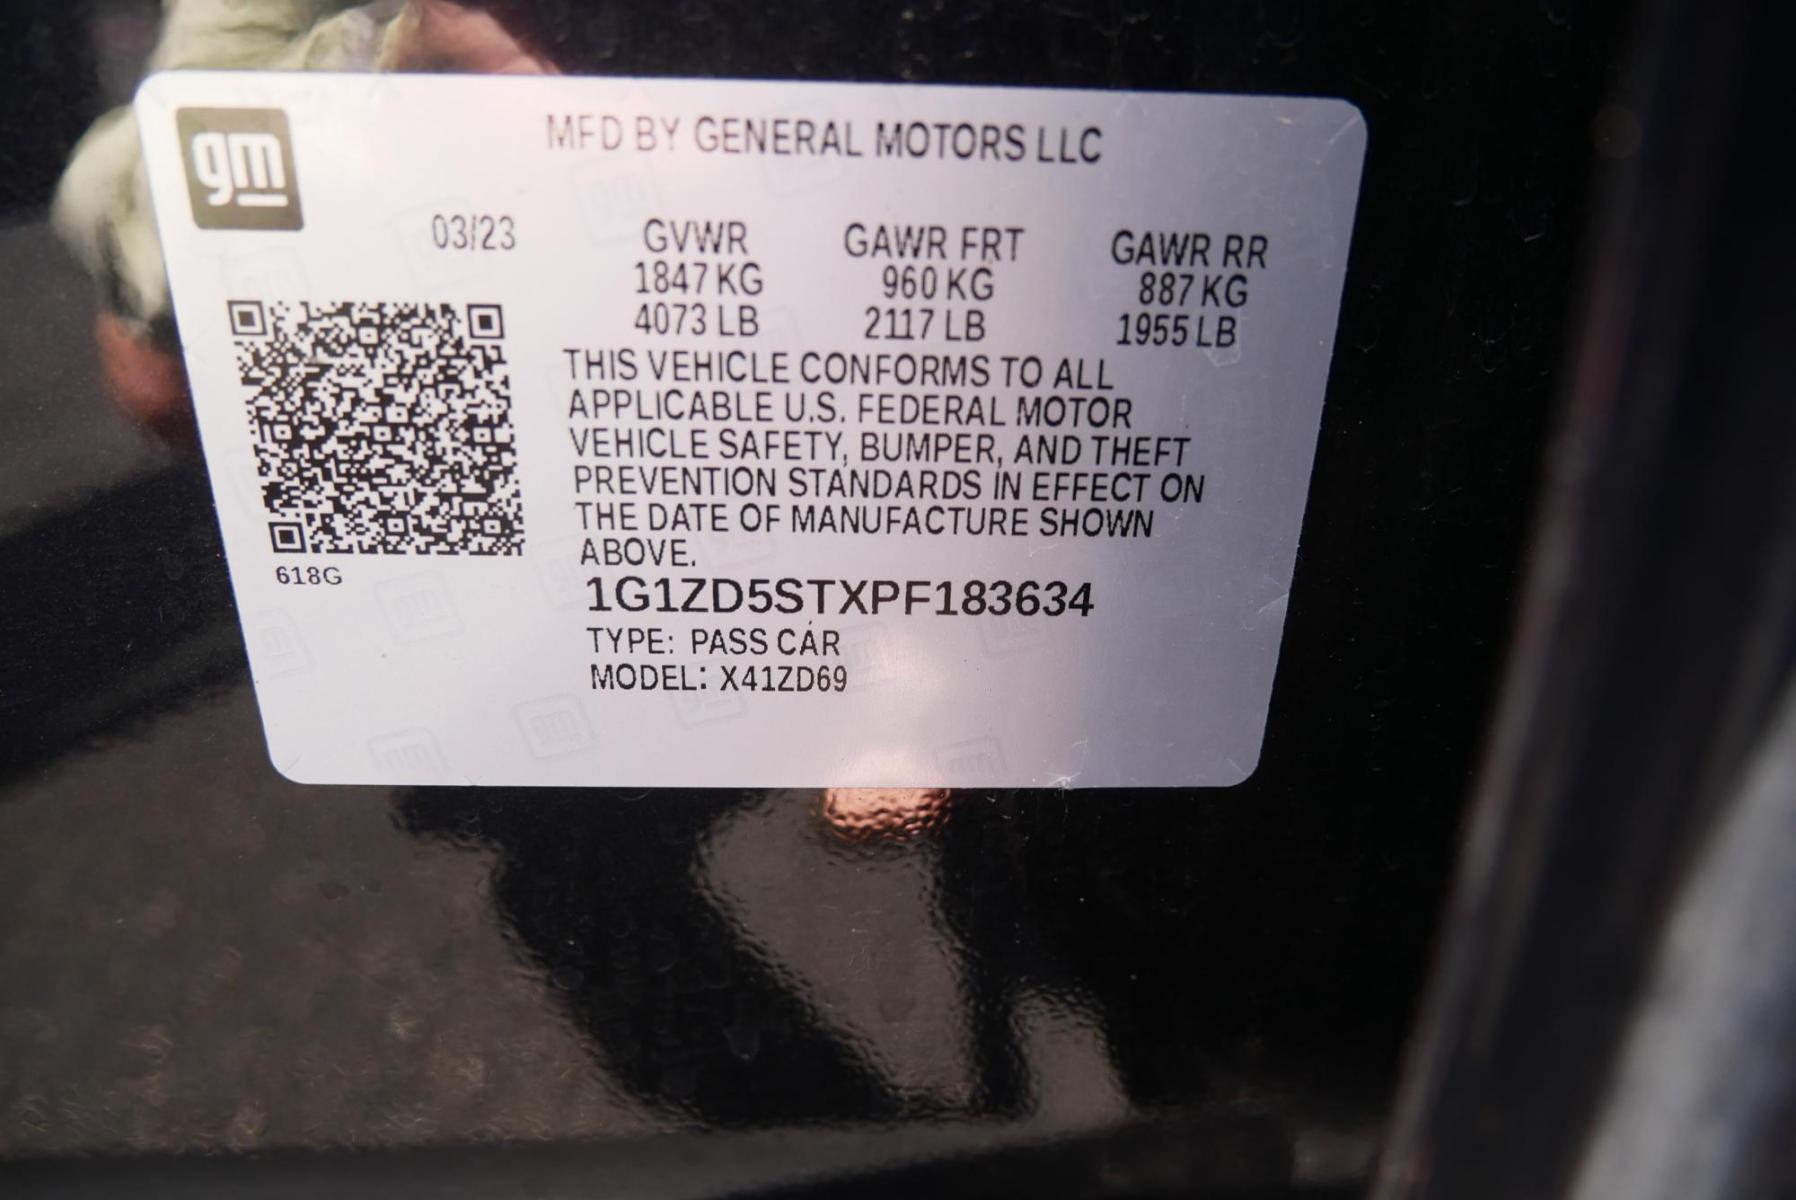 gm
MFD BY GENERAL MOTORS LLC
03/23 GVWR GAWR FRT GAWR RR
1847 KG 960 KG 887 KG
4073 LB 2117 LB 1955 LB
THIS VEHICLE CONFORMS TO ALL
APPLICABLE U.S. FEDERAL MOTOR
VEHICLE SAFETY, BUMPER, AND THEFT
PREVENTION STANDARDS IN EFFECT ON
THE DATE OF MANUFACTURE SHOWN
ABOVE.
618G
1G1ZD5STXPF183634
TYPE: PASS CAR
MODEL: X41ZD69